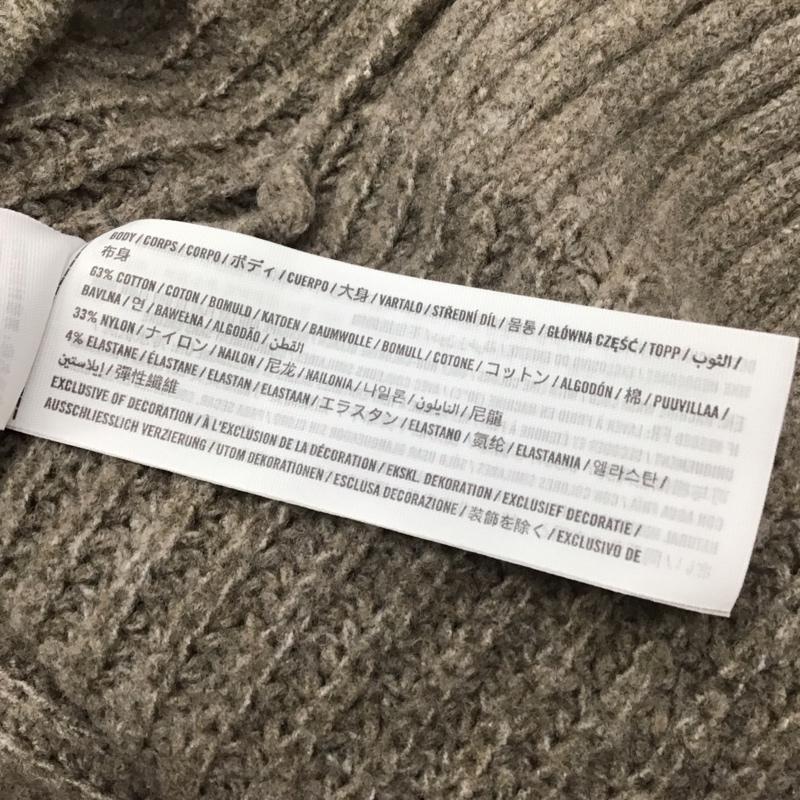 BODY / CORPS / CORPO / ボディ / CUERPO / 大身 / VARTALO / STŘEDNÍ DÍL / 몸통 / GŁÓWNA CZĘŚĆ / TOPP / الثوب /
布身
63% COTTON / COTON / BOMULD / KATOEN / BAUMWOLLE / BOMULL / COTONE / コットン / ALGODÓN / 棉 / PUUVILLAA /
BAVLNA / 면 / BAWEŁNA / ALGODÃO / القطن
33% NYLON / ナイロン / NAILON / 尼龙 / NAILONIA / 나일론 / النايلون / 尼龍
4% ELASTANE / ÉLASTANE / ELASTAN / ELASTAAN / エラスタン / ELASTANO / 氨纶 / ELASTAANIA / 엘라스탄 /
إيلاستين / 彈性纖維
EXCLUSIVE OF DECORATION / À L'EXCLUSION DE LA DÉCORATION / EKSKL. DEKORATION / EXCLUSIEF DECORATIE /
AUSSCHLIESSLICH VERZIERUNG / UTOM DEKORATIONEN / ESCLUSA DECORAZIONE / 装飾を除く / EXCLUSIVO DE